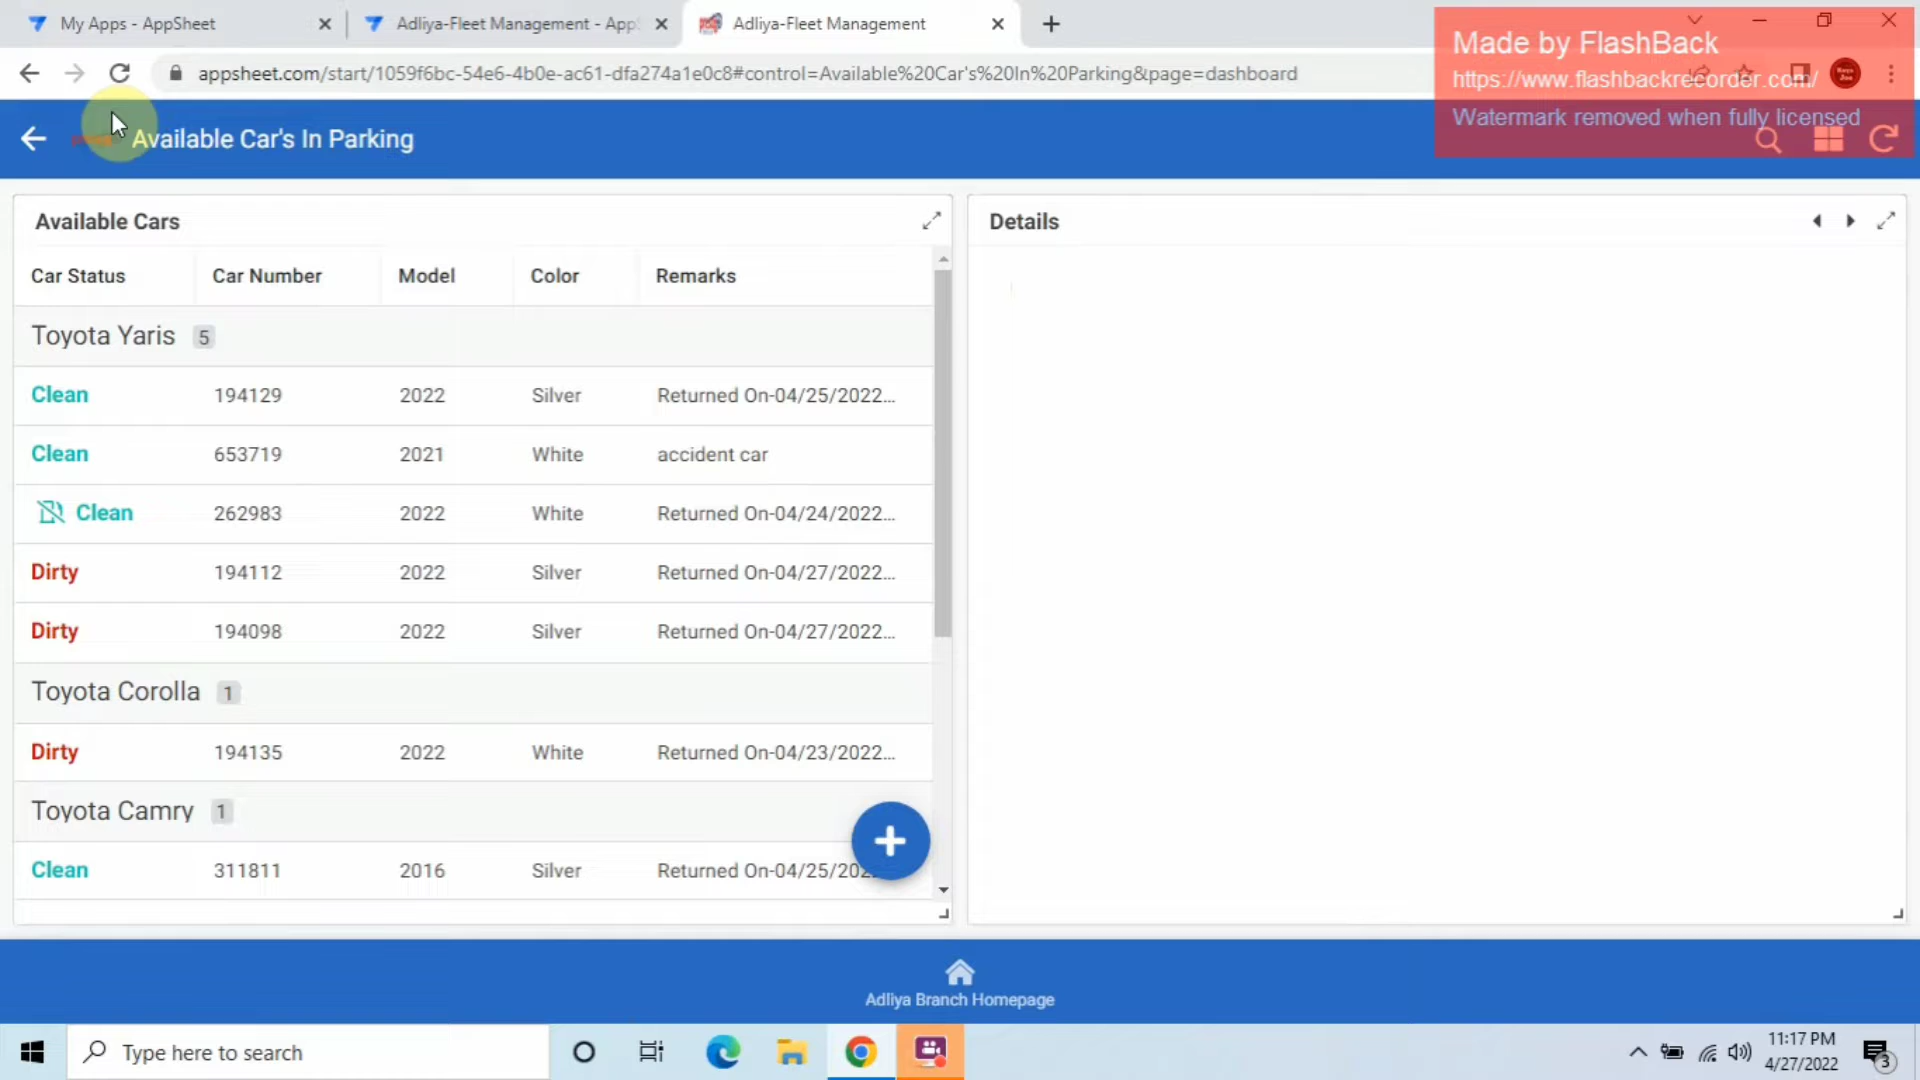 My Apps - AppSheet
Adliya-Fleet Management - App
Adliya-Fleet Management
Made by FlashBack
https://www.flashbackrecorder.com/
Watermark removed when fully licensed
appsheet.com/start/1059f6bc-54e6-4b0e-ac61-dfa274a1e0c8#control=Available%20Car's%20In%20Parking&page=dashboard
Available Car's In Parking
Available Cars
Details
Car Status Car Number Model Color Remarks
Toyota Yaris 5
Clean 194129 2022 Silver Returned On-04/25/2022...
Clean 653719 2021 White accident car
Clean 262983 2022 White Returned On-04/24/2022...
Dirty 194112 2022 Silver Returned On-04/27/2022...
Dirty 194098 2022 Silver Returned On-04/27/2022...
Toyota Corolla 1
Dirty 194135 2022 White Returned On-04/23/2022...
Toyota Camry 1
Clean 311811 2016 Silver Returned On-04/25/202
Adliya Branch Homepage
Type here to search
11:17 PM
4/27/2022
3